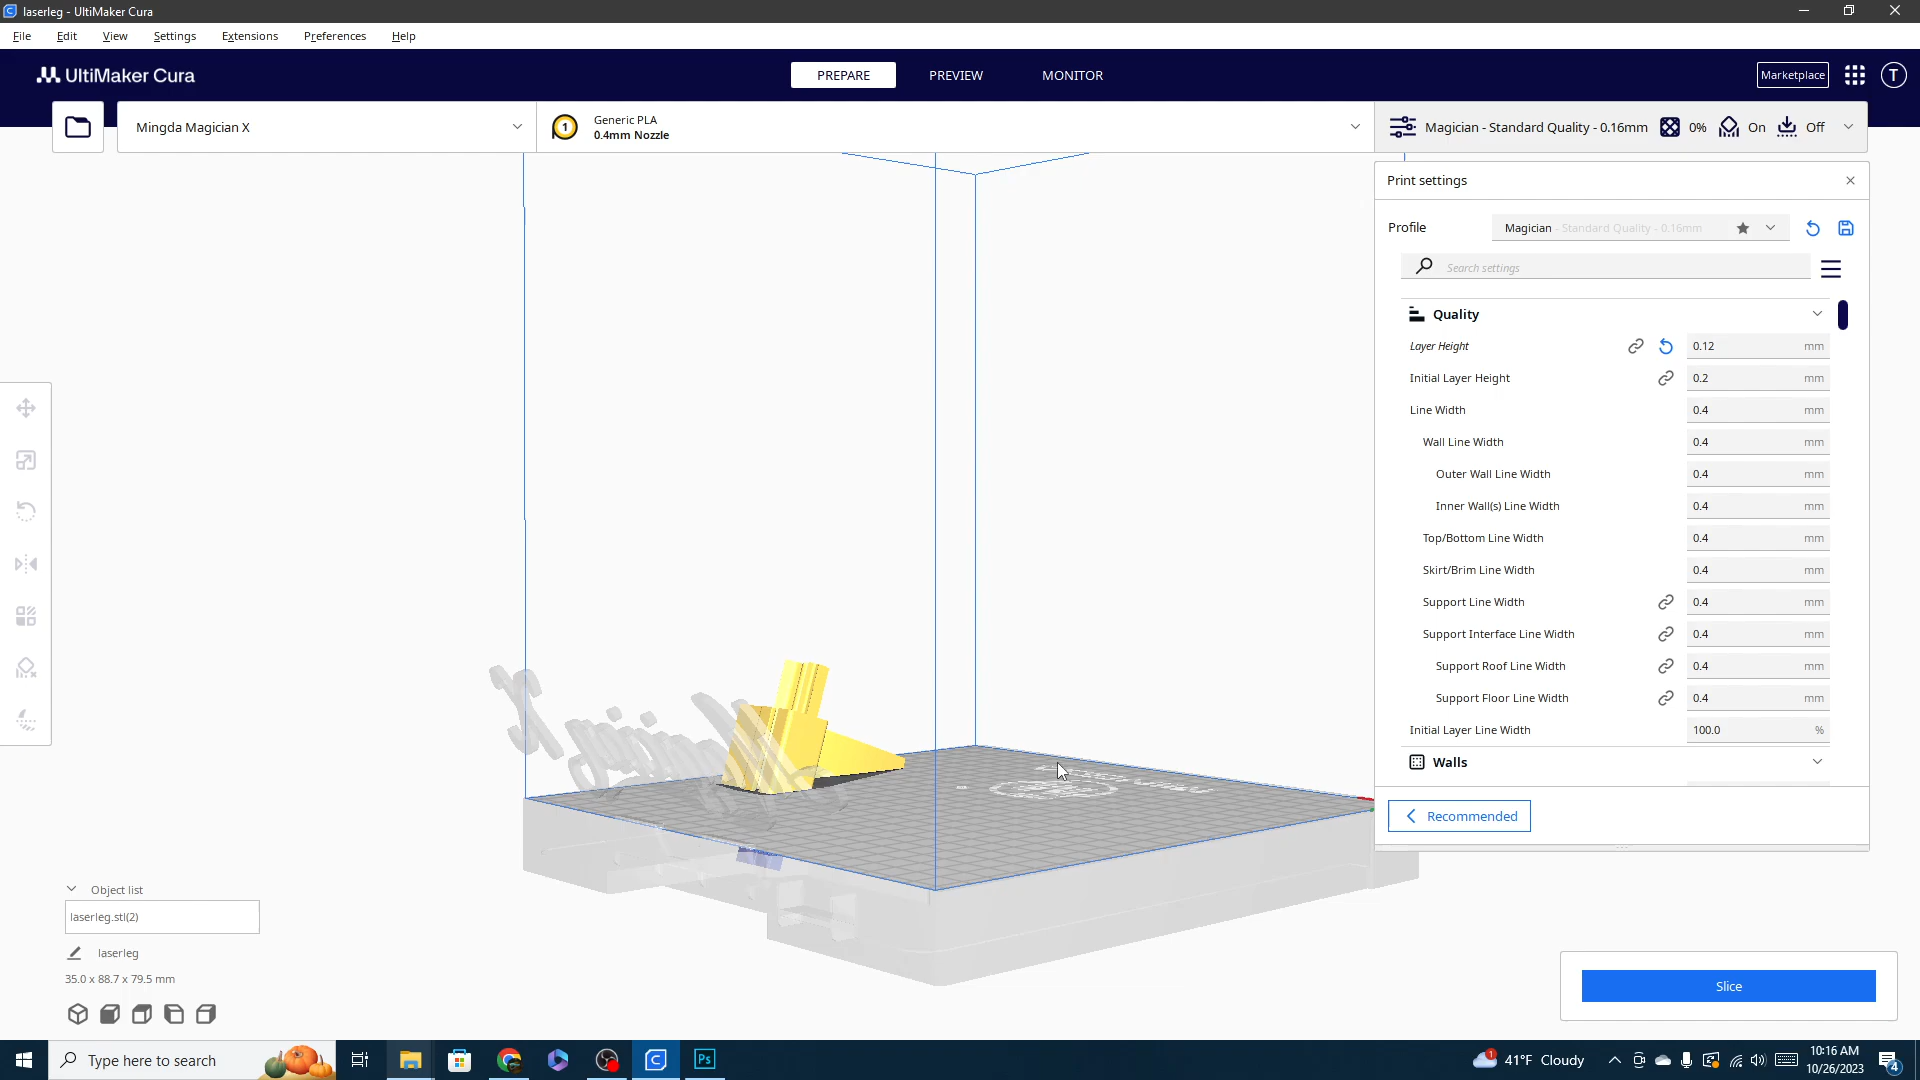 laserleg - UltiMaker Cura
File Edit View Settings Extensions Preferences Help
UltiMaker Cura
PREPARE PREVIEW MONITOR
Marketplace
T
Mingda Magician X
1
Generic PLA
0.4mm Nozzle
Magician - Standard Quality - 0.16mm 0% On Off
Print settings
Profile Magician - Standard Quality - 0.16mm
Search settings
Quality
Layer Height 0.12 mm
Initial Layer Height 0.2 mm
Line Width 0.4 mm
Wall Line Width 0.4 mm
Outer Wall Line Width 0.4 mm
Inner Wall(s) Line Width 0.4 mm
Top/Bottom Line Width 0.4 mm
Skirt/Brim Line Width 0.4 mm
Support Line Width 0.4 mm
Support Interface Line Width 0.4 mm
Support Roof Line Width 0.4 mm
Support Floor Line Width 0.4 mm
Initial Layer Line Width 100.0 %
Walls
Recommended
Object list
laserleg.stl(2)
laserleg
35.0 x 88.7 x 79.5 mm
Slice
Type here to search
Ps
1
41°F Cloudy
10:16 AM
10/26/2023
4